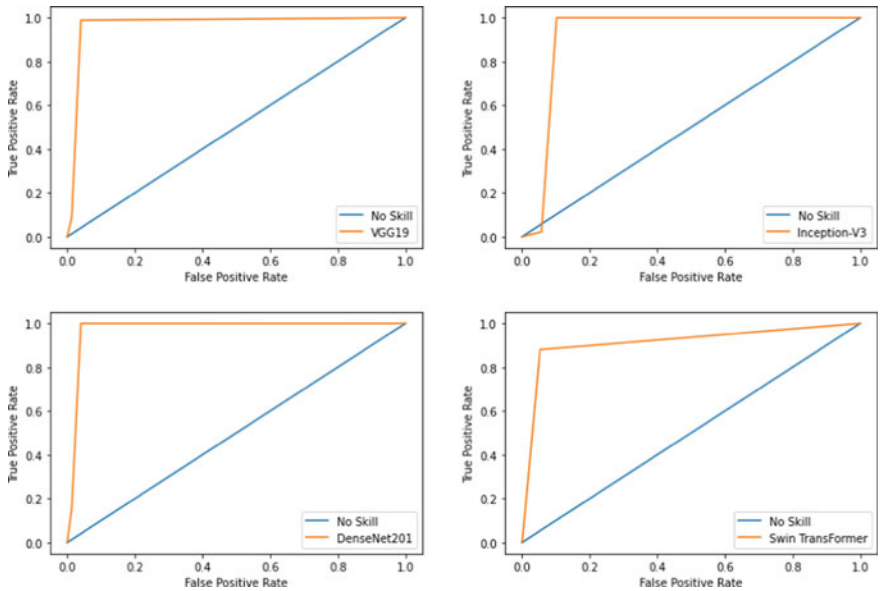 1.0
0.8
0.6
0.4
0.2
0.0
True Positive Rate
No Skill
VGG19
0.0 0.2 0.4 0.6 0.8 1.0
False Positive Rate
1.0
0.8
0.6
0.4
0.2
0.0
True Positive Rate
No Skill
Inception-V3
0.0 0.2 0.4 0.6 0.8 1.0
False Positive Rate
1.0
0.8
0.6
0.4
0.2
0.0
True Positive Rate
No Skill
DenseNet201
0.0 0.2 0.4 0.6 0.8 1.0
False Positive Rate
1.0
0.8
0.6
0.4
0.2
0.0
True Positive Rate
No Skill
Swin TransFormer
0.0 0.2 0.4 0.6 0.8 1.0
False Positive Rate